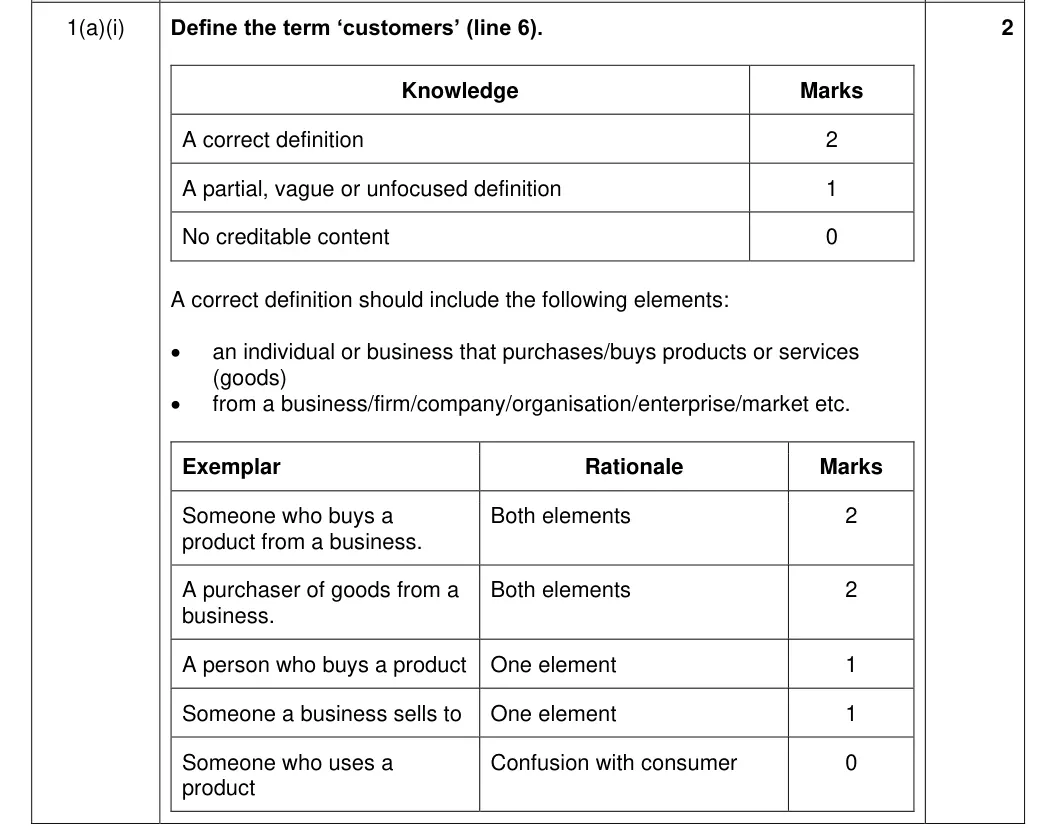 1(a)(i) Define the term ‘customers’ (line 6). 2
Knowledge Marks
A correct definition 2
A partial, vague or unfocused definition 1
No creditable content 0
A correct definition should include the following elements:
• an individual or business that purchases/buys products or services
(goods)
• from a business/firm/company/organisation/enterprise/market etc.
Exemplar Rationale Marks
Someone who buys a
product from a business. Both elements 2
A purchaser of goods from a
business. Both elements 2
A person who buys a product One element 1
Someone a business sells to One element 1
Someone who uses a
product Confusion with consumer 0